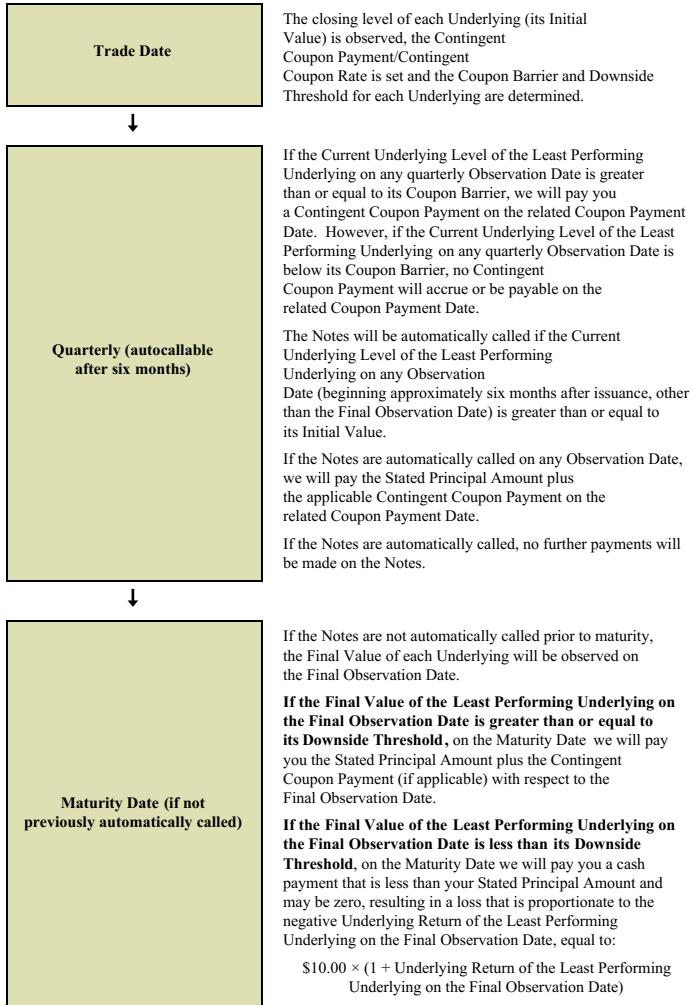 Trade Date
The closing level of each Underlying (its Initial
Value) is observed, the Contingent
Coupon Payment/Contingent
Coupon Rate is set and the Coupon Barrier and Downside
Threshold for each Underlying are determined.
Quarterly (autocallable
after six months)
If the Current Underlying Level of the Least Performing
Underlying on any quarterly Observation Date is greater
than or equal to its Coupon Barrier, we will pay you
a Contingent Coupon Payment on the related Coupon Payment
Date. However, if the Current Underlying Level of the Least
Performing Underlying on any quarterly Observation Date is
below its Coupon Barrier, no Contingent
Coupon Payment will accrue or be payable on the
related Coupon Payment Date.
The Notes will be automatically called if the Current
Underlying Level of the Least Performing
Underlying on any Observation
Date (beginning approximately six months after issuance, other
than the Final Observation Date) is greater than or equal to
its Initial Value.
If the Notes are automatically called on any Observation Date,
we will pay the Stated Principal Amount plus
the applicable Contingent Coupon Payment on the
related Coupon Payment Date.
If the Notes are automatically called, no further payments will
be made on the Notes.
Maturity Date (if not
previously automatically called)
If the Notes are not automatically called prior to maturity,
the Final Value of each Underlying will be observed on
the Final Observation Date.
If the Final Value of the Least Performing Underlying on
the Final Observation Date is greater than or equal to
its Downside Threshold, on the Maturity Date we will pay
you the Stated Principal Amount plus the Contingent
Coupon Payment (if applicable) with respect to the
Final Observation Date.
If the Final Value of the Least Performing Underlying on
the Final Observation Date is less than its Downside
Threshold, on the Maturity Date we will pay you a cash
payment that is less than your Stated Principal Amount and
may be zero, resulting in a loss that is proportionate to the
negative Underlying Return of the Least Performing
Underlying on the Final Observation Date, equal to:
$10.00 × (1 + Underlying Return of the Least Performing
Underlying on the Final Observation Date)